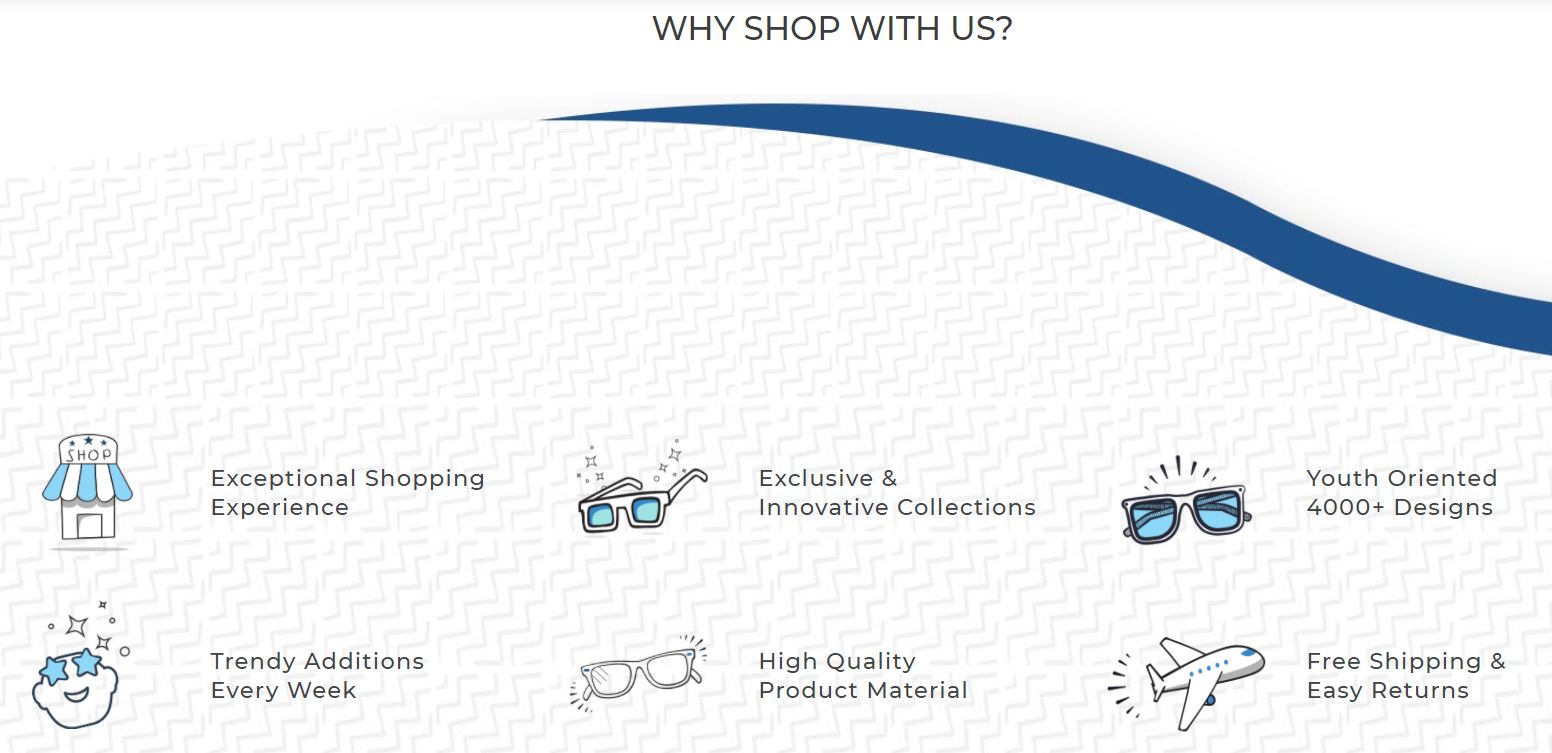 WHY SHOP WITH US?
SHOP
Exceptional Shopping
Experience
Exclusive &
Innovative Collections
Youth Oriented
4000+ Designs
Trendy Additions
Every Week
High Quality
Product Material
Free Shipping &
Easy Returns